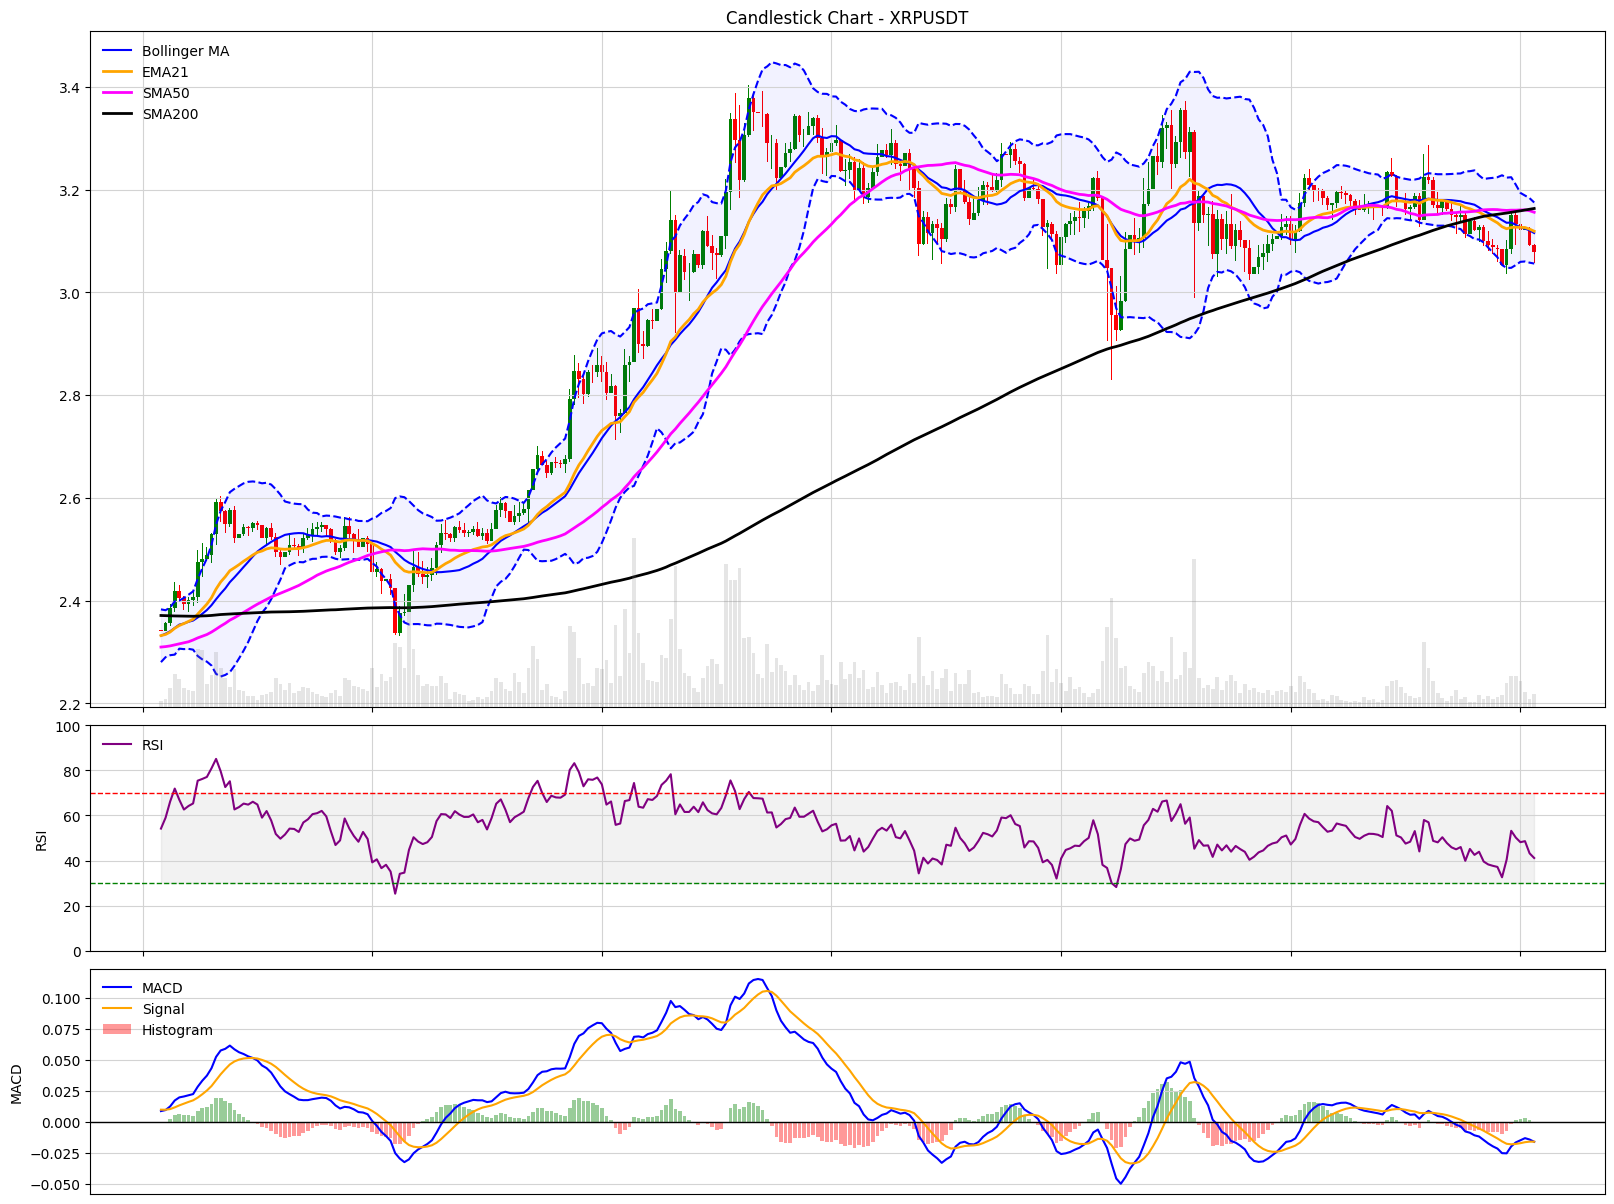 Candlestick Chart - XRPUSDT
Bollinger MA
EMA21
SMA50
SMA200
3.4
3.2
3.0
2.8
2.6
2.4
2.2
RSI
RSI
100
80
60
40
20
0
MACD
Signal
Histogram
MACD
0.100
0.075
0.050
0.025
0.000
−0.025
−0.050